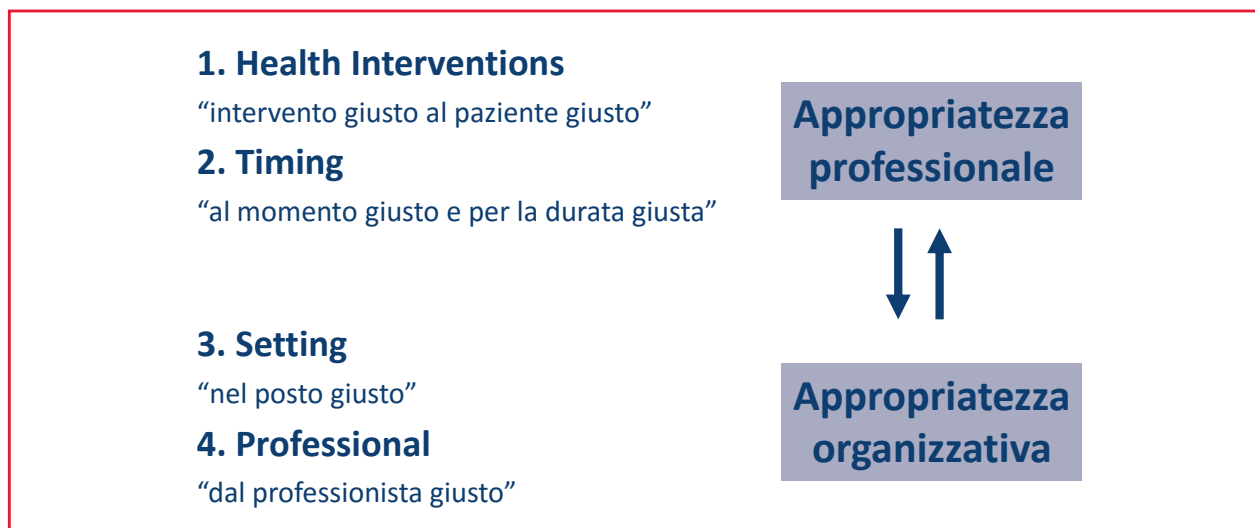 1. Health Interventions
“intervento giusto al paziente giusto”
2. Timing
“al momento giusto e per la durata giusta”
Appropriatezza
professionale
3. Setting
“nel posto giusto”
4. Professional
“dal professionista giusto”
Appropriatezza
organizzativa